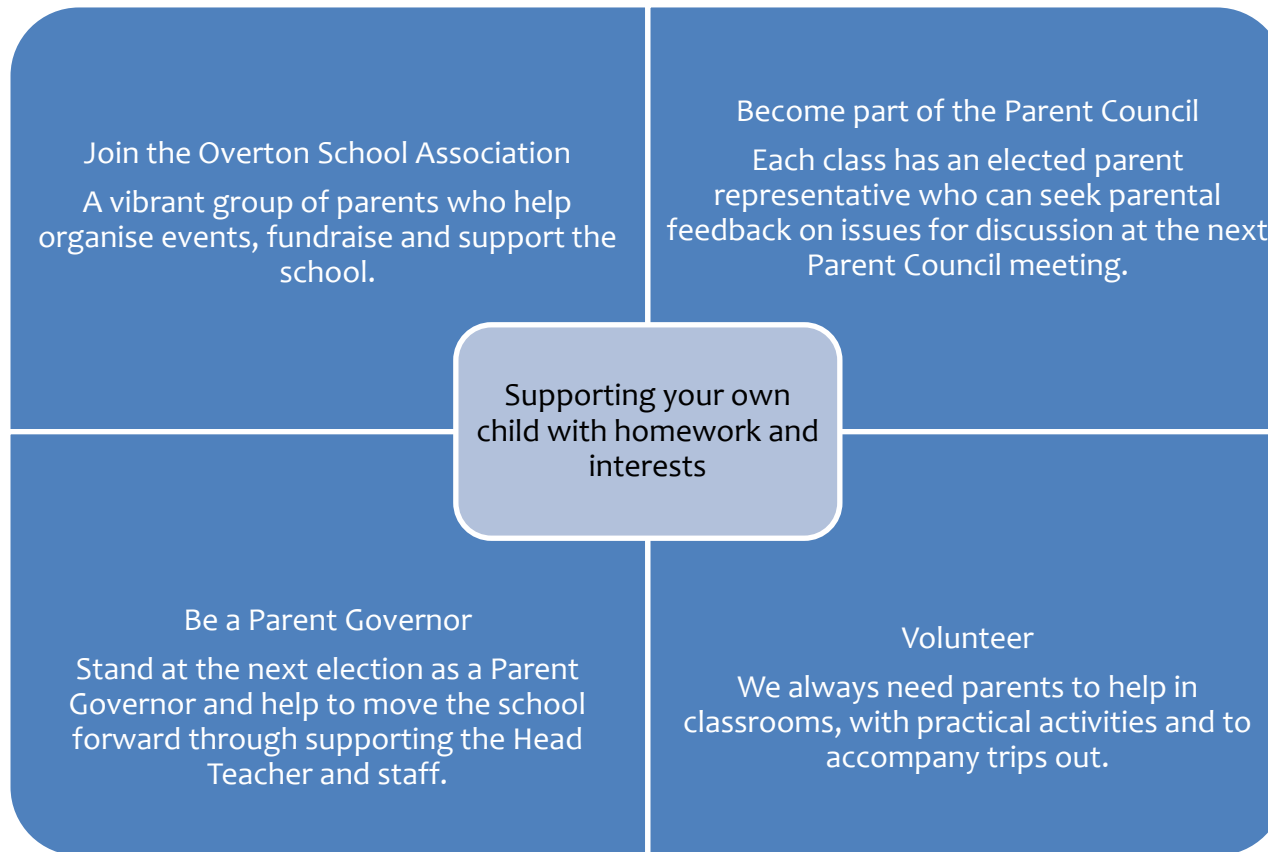 Join the Overton School Association
A vibrant group of parents who help
organise events, fundraise and support the
school.
Become part of the Parent Council
Each class has an elected parent
representative who can seek parental
feedback on issues for discussion at the next
Parent Council meeting.
Supporting your own
child with homework and
interests
Be a Parent Governor
Stand at the next election as a Parent
Governor and help to move the school
forward through supporting the Head
Teacher and staff.
Volunteer
We always need parents to help in
classrooms, with practical activities and to
accompany trips out.